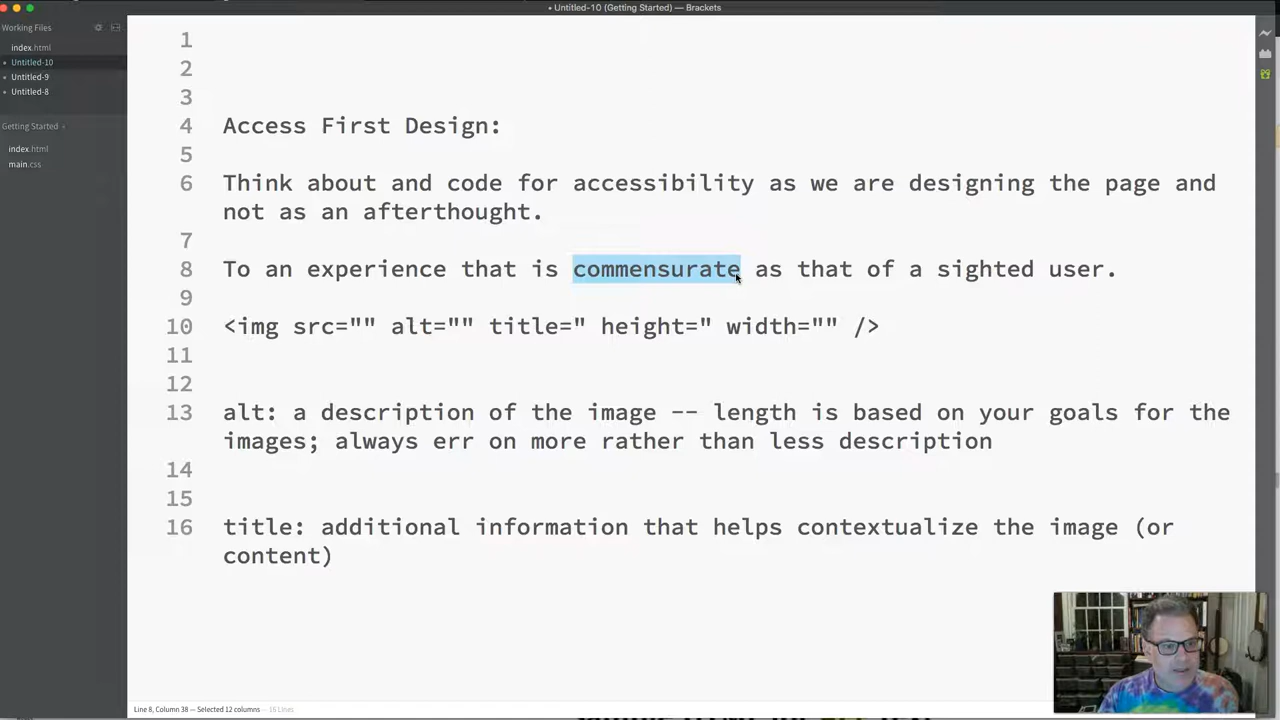 • Untitled-10 (Getting Started) — Brackets
Working Files
index.html
Untitled-10
Untitled-9
Untitled-8
Getting Started
index.html
main.css
1
2
3
4 Access First Design:
5
6 Think about and code for accessibility as we are designing the page and
not as an afterthought.
7
8 To an experience that is commensurate as that of a sighted user.
9
10 <img src="" alt="" title=" height=" width="" />
11
12
13 alt: a description of the image -- length is based on your goals for the
images; always err on more rather than less description
14
15
16 title: additional information that helps contextualize the image (or
content)
Line 8, Column 38 — Selected 12 columns — 16 Lines